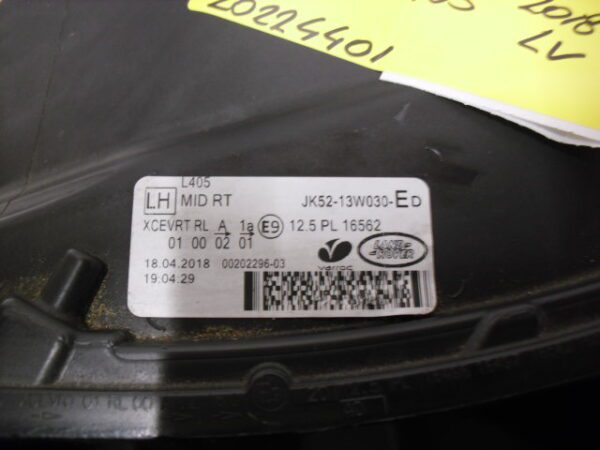 2018
LV
20224401
L405
LH MID RT JK52-13W030-ED
XCEVRT RL A 1a E9 12.5 PL 16562
01 00 02 01
18.04.2018 00202296-03
19.04.29
varroc
LAND
ROVER